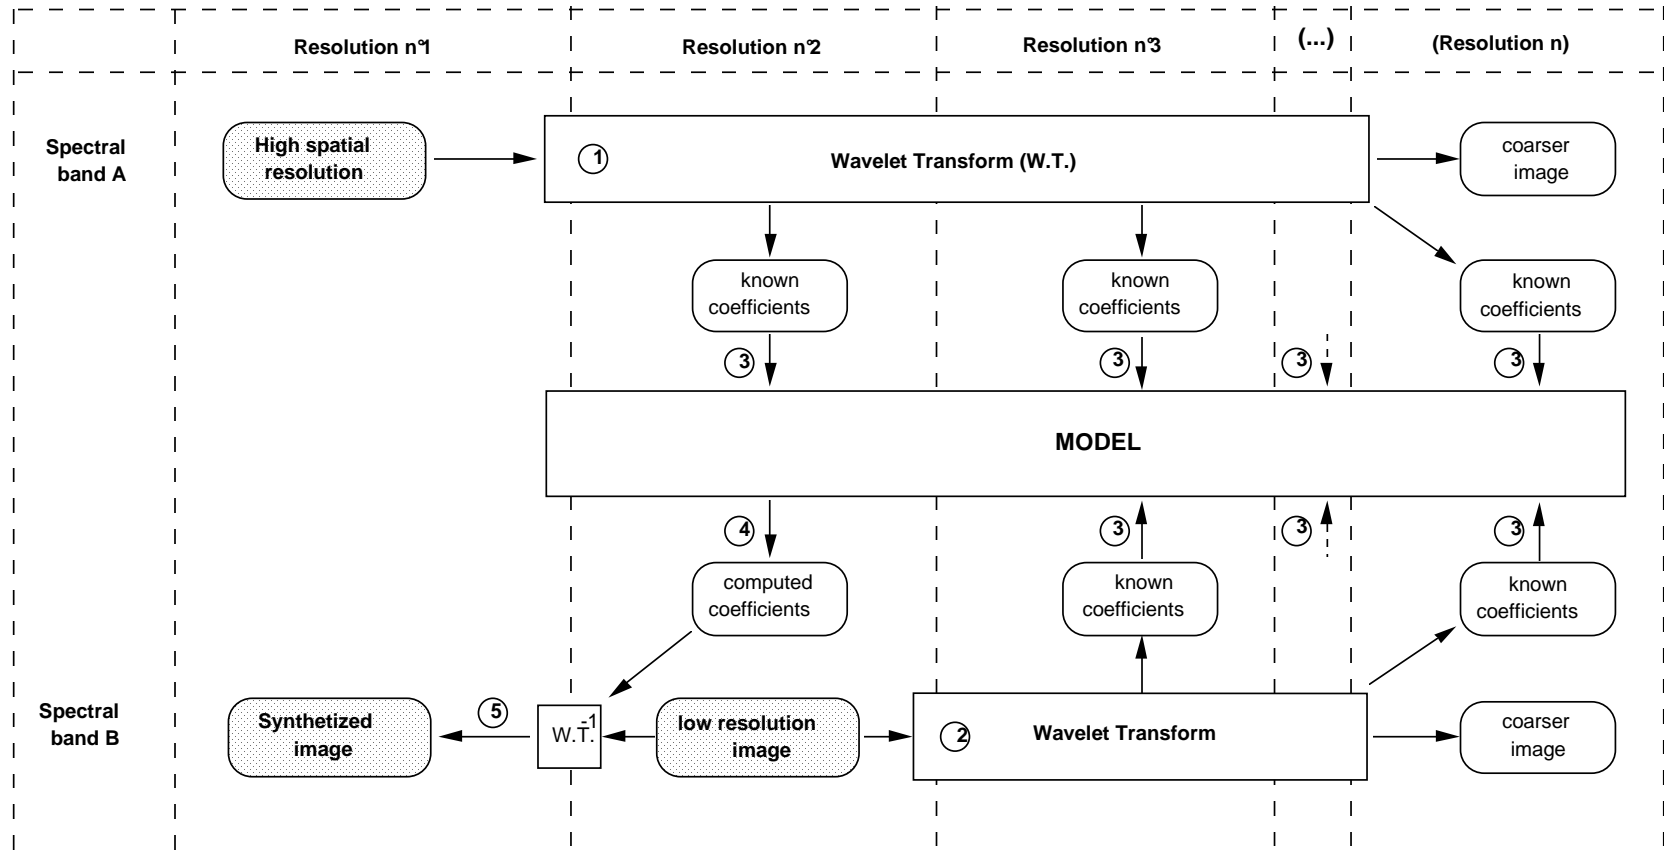 Resolution n°1
Resolution n°2
Resolution n°3
(...)
(Resolution n)
Spectral
band A
High spatial
resolution
1
Wavelet Transform (W.T.)
coarser
image
known
coefficients
known
coefficients
known
coefficients
3
3
3
3
MODEL
4
3
3
3
computed
coefficients
known
coefficients
known
coefficients
Spectral
band B
Synthetized
image
5
W.T.-1
low resolution
image
2
Wavelet Transform
coarser
image